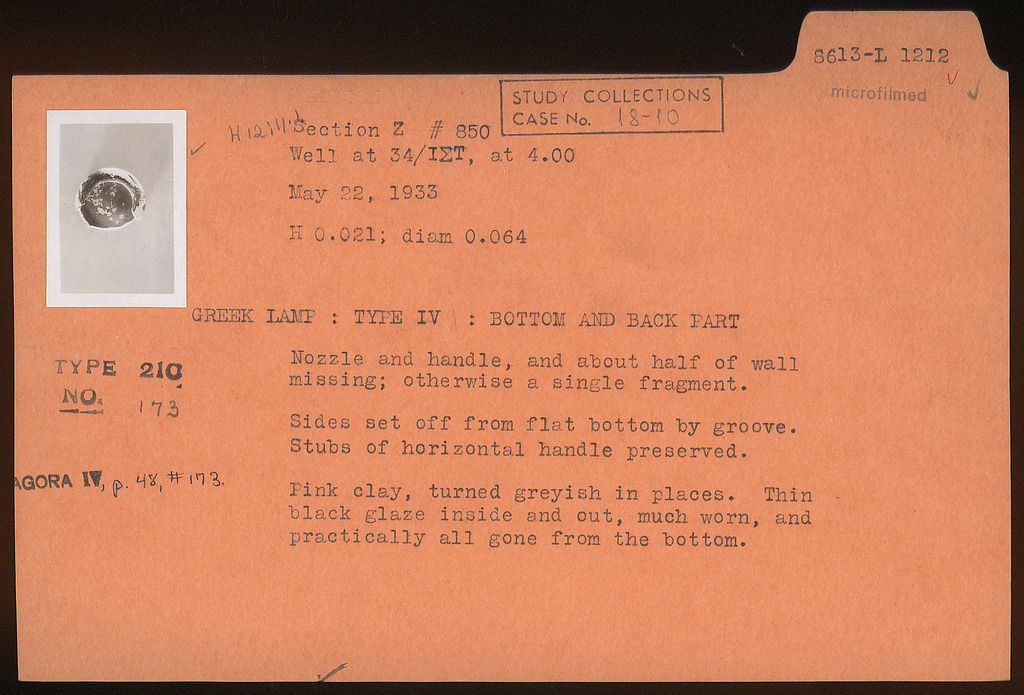 8613-L 1212
microfilmed
STUDY COLLECTIONS
CASE No. 18-10
Section Z # 850
Well at 34/ΙΣΤ, at 4.00
May 22, 1933
H 0.021; diam 0.064
GREEK LAMP : TYPE IV : BOTTOM AND BACK PART
Nozzle and handle, and about half of wall
missing; otherwise a single fragment.
TYPE 21C
NO. 173
Sides set off from flat bottom by groove.
Stubs of horizontal handle preserved.
AGORA IV, p. 48, # 173.
Pink clay, turned greyish in places. Thin
black glaze inside and out, much worn, and
practically all gone from the bottom.